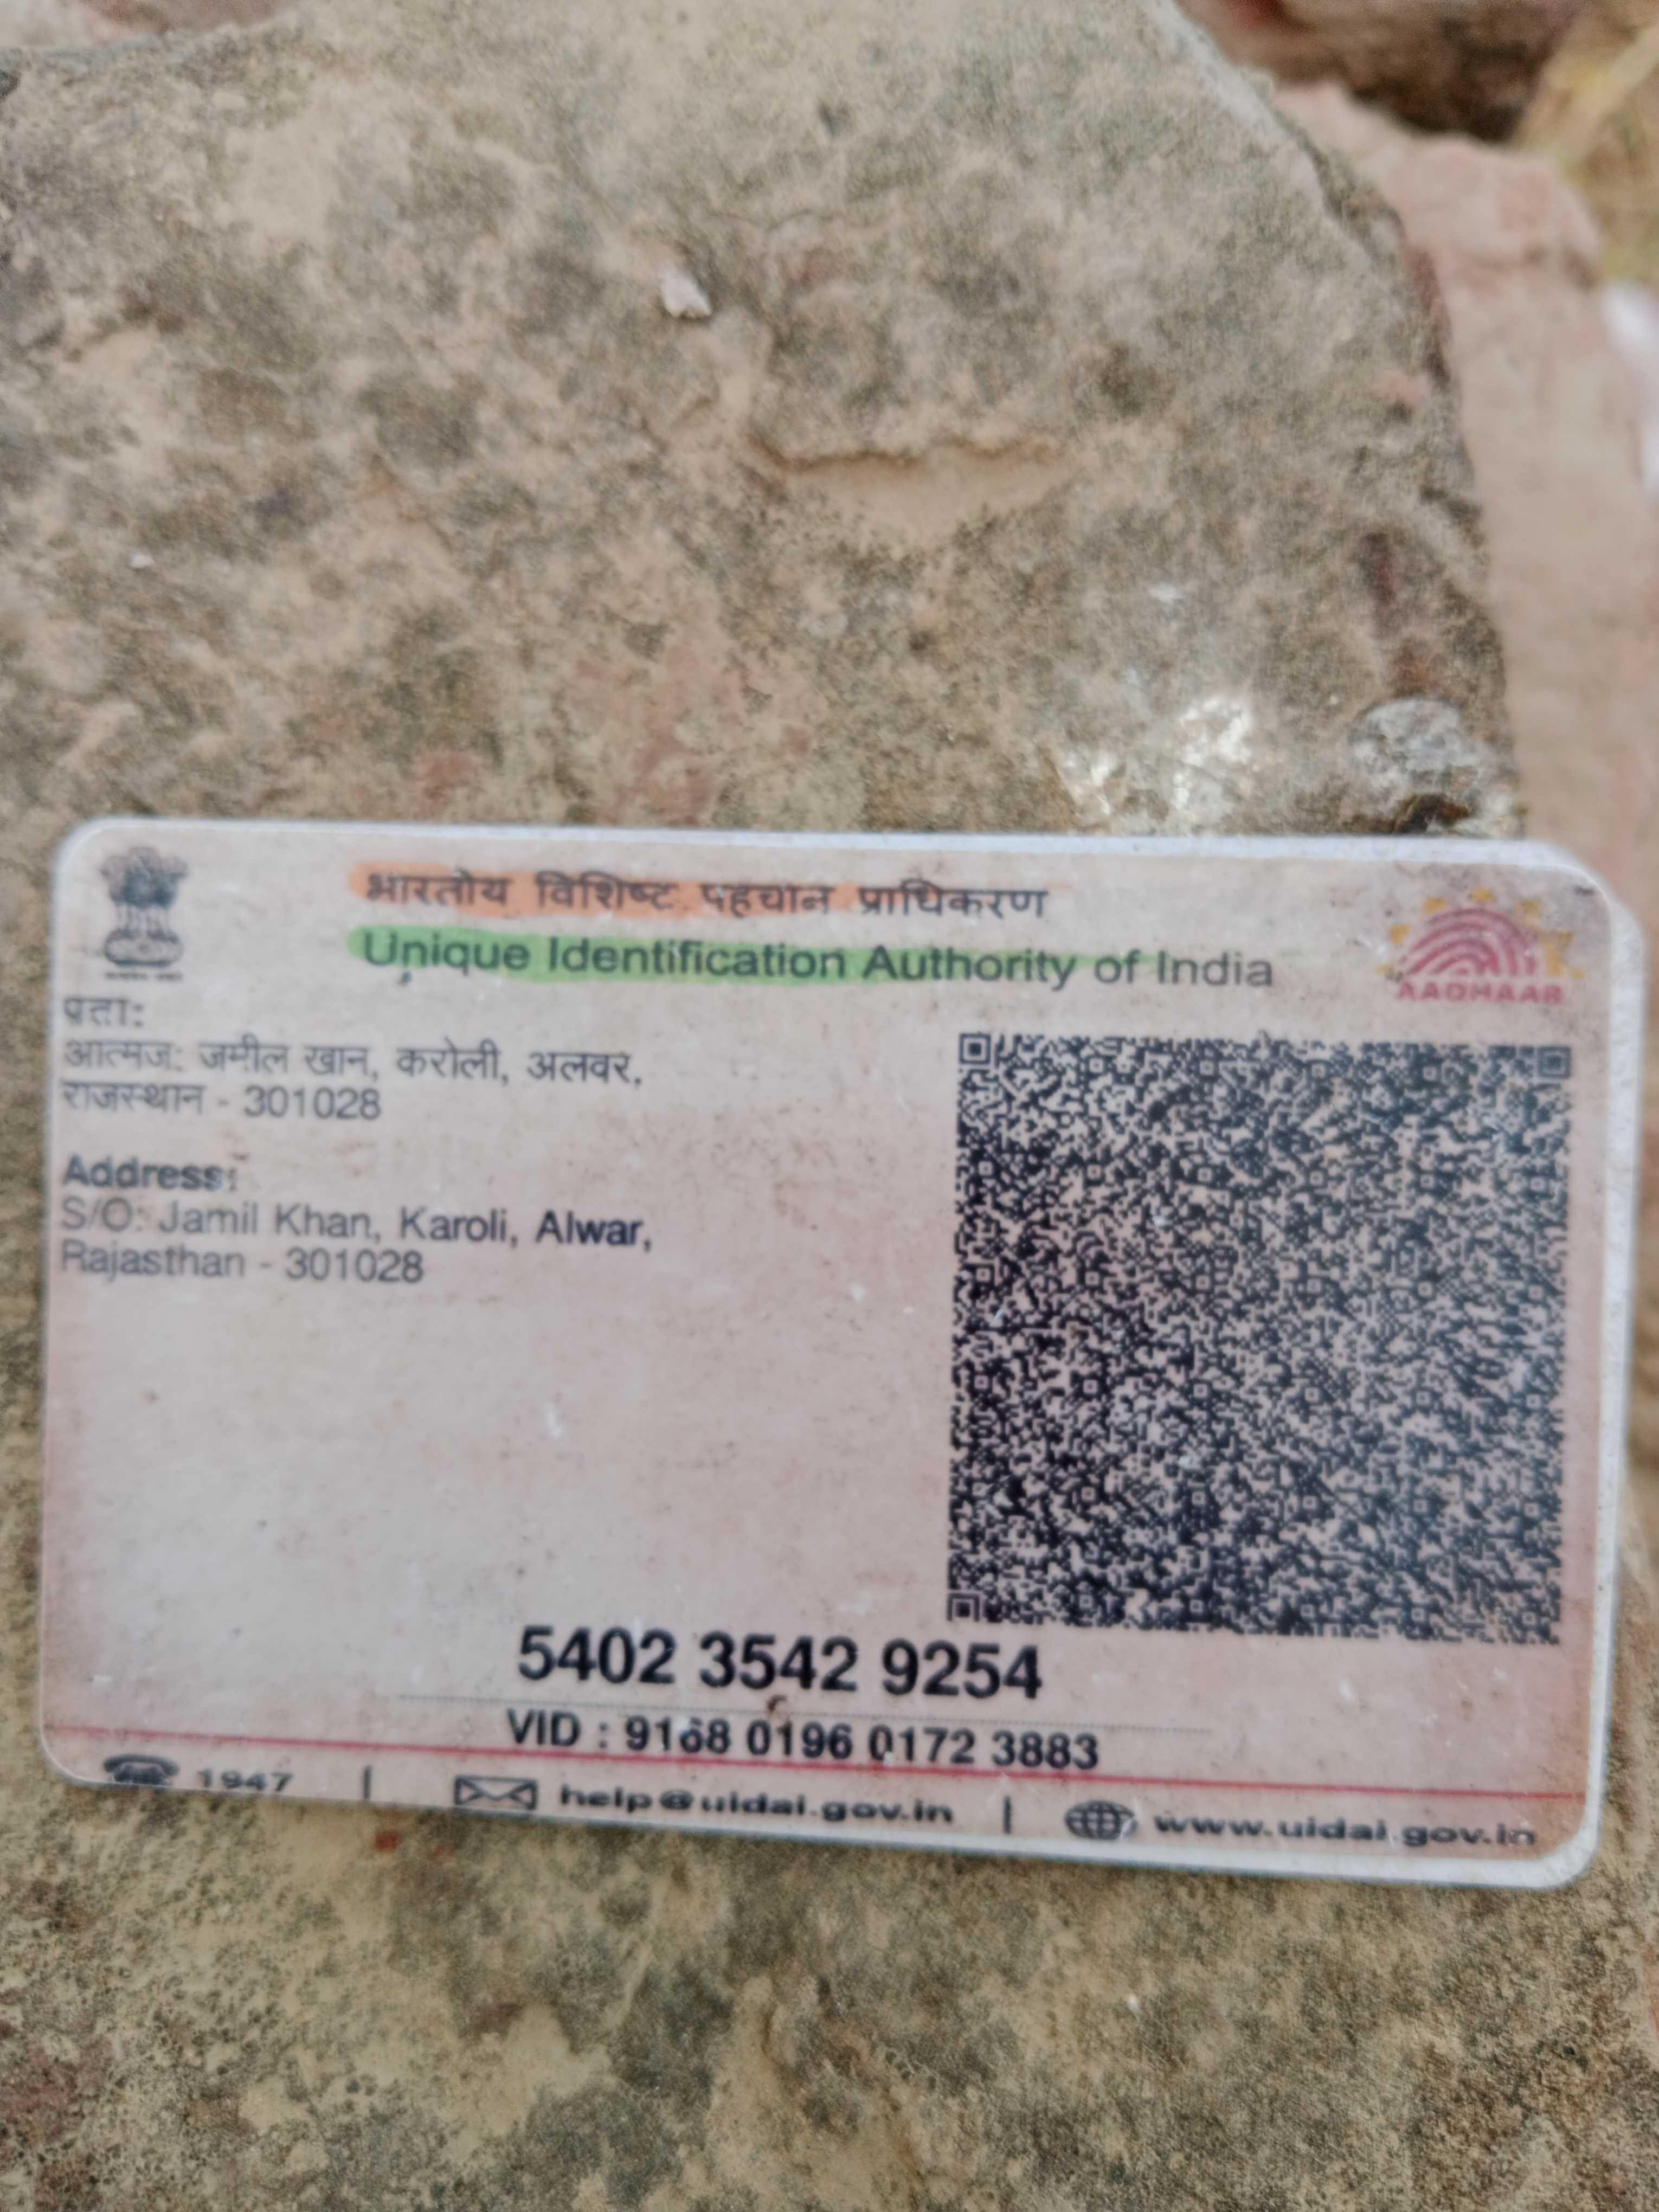 भारतीय विशिष्ट पहचान प्राधिकरण
Unique Identification Authority of India
AADHAAR
पता:
आत्मज: जमील खान, करोली, अलवर,
राजस्थान - 301028
Address:
S/O: Jamil Khan, Karoli, Alwar,
Rajasthan - 301028
5402 3542 9254
VID : 9168 0196 0172 3883
1947 | help@uidai.gov.in | www.uidai.gov.in